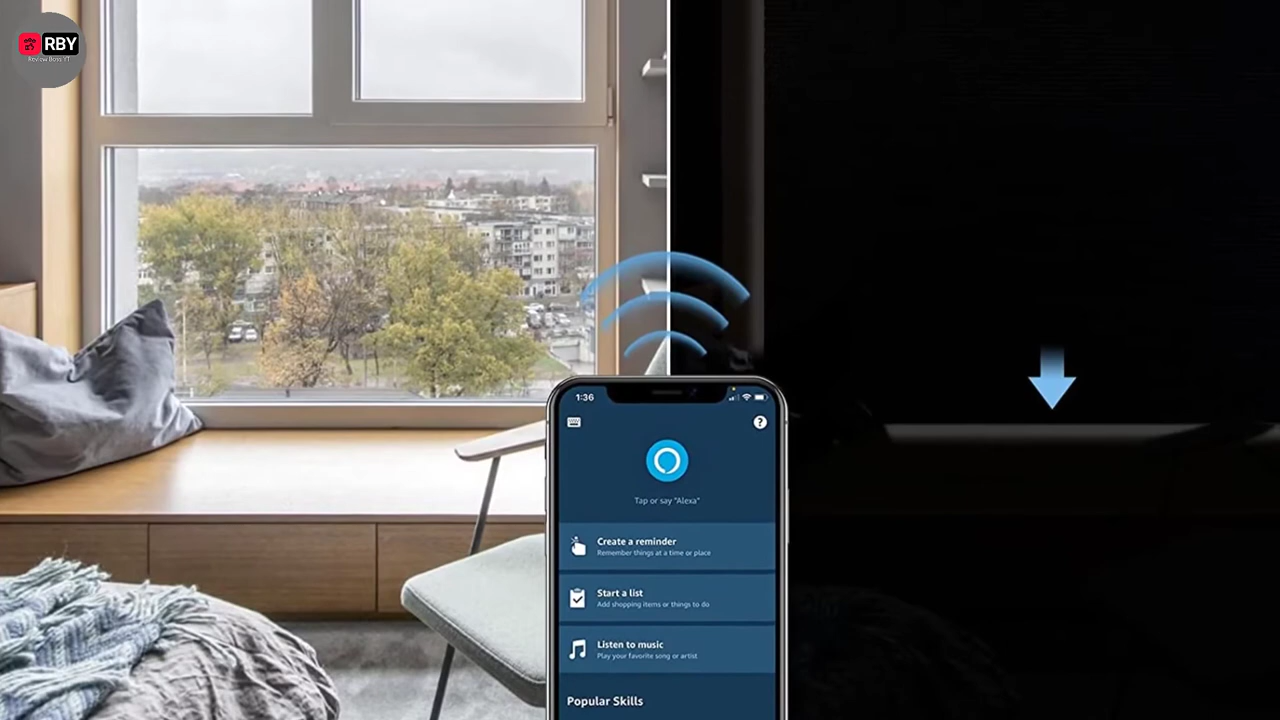 RBY
Review Boss YT
1:36
Tap or say "Alexa"
Create a reminder
Remember things at a time or place
Start a list
Add shopping items or things to do
Listen to music
Play your favorite song or artist
Popular Skills